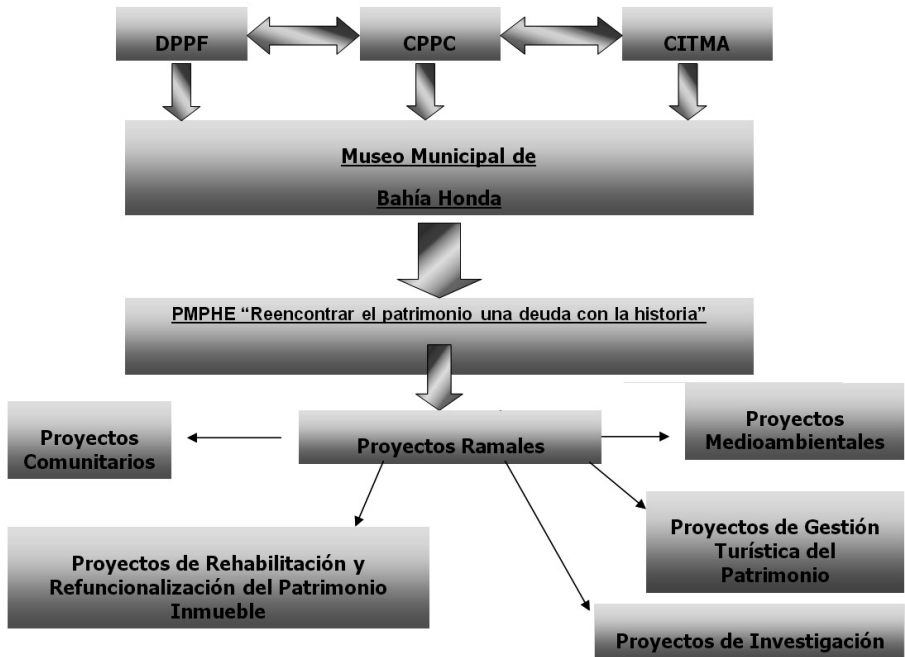 DPPF
CPPC
CITMA
Museo Municipal de
Bahía Honda
PMPHE “Reencontrar el patrimonio una deuda con la historia”
Proyectos
Comunitarios
Proyectos Ramales
Proyectos
Medioambientales
Proyectos de Rehabilitación y
Refuncionalización del Patrimonio
Inmueble
Proyectos de Gestión
Turística del
Patrimonio
Proyectos de Investigación